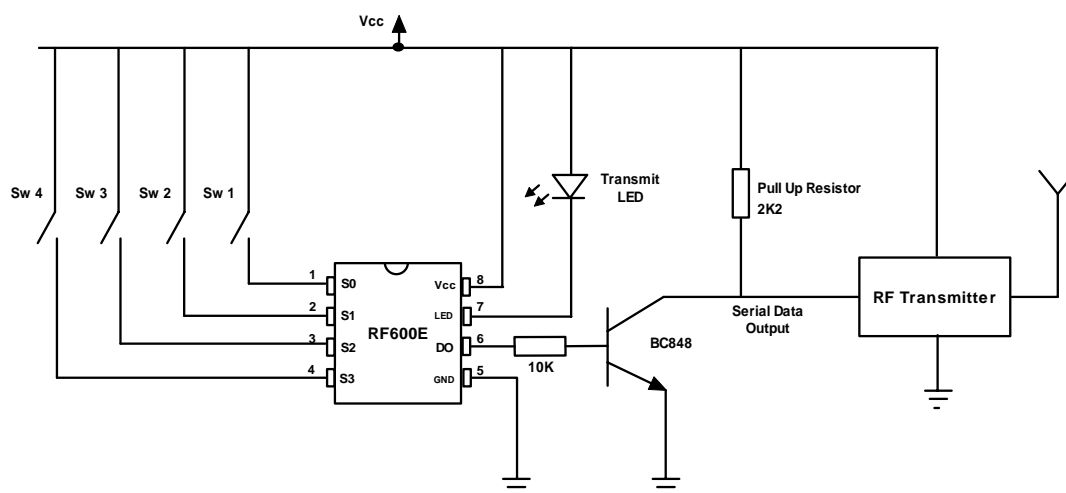 Vcc
Sw 4
Sw 3
Sw 2
Sw 1
Transmit
LED
Pull Up Resistor
2K2
1
2
3
4
S0
S1
S2
S3
RF600E
Vcc
LED
DO
GND
8
7
6
5
10K
BC848
Serial Data
Output
RF Transmitter